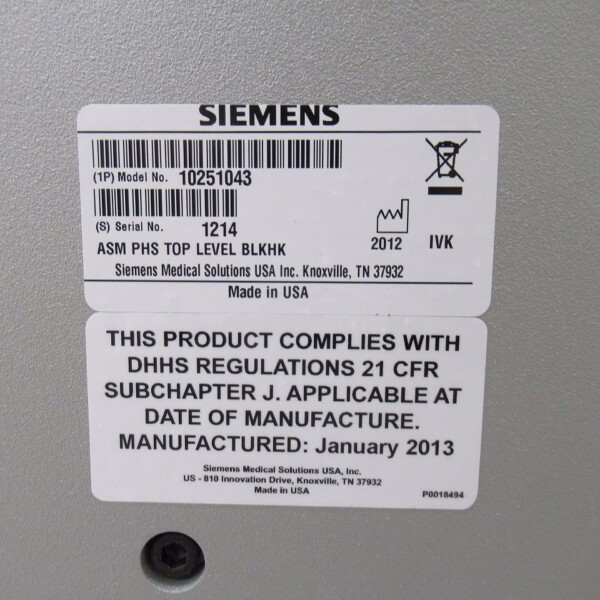 SIEMENS
(1P) Model No. 10251043
(S) Serial No. 1214
2012 IVK
ASM PHS TOP LEVEL BLKHK
Siemens Medical Solutions USA Inc. Knoxville, TN 37932
Made in USA
THIS PRODUCT COMPLIES WITH
DHHS REGULATIONS 21 CFR
SUBCHAPTER J. APPLICABLE AT
DATE OF MANUFACTURE.
MANUFACTURED: January 2013
Siemens Medical Solutions USA, Inc.
US - 810 Innovation Drive, Knoxville, TN 37932
Made in USA
P0018494